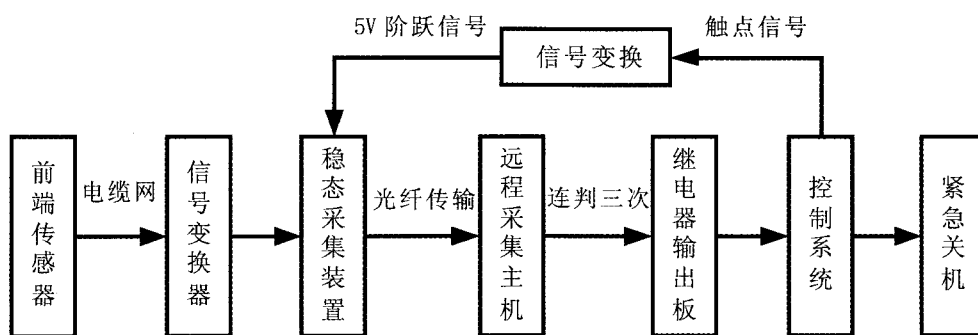 5V 阶跃信号
触点信号
信号变换
前端传感器
电缆网
信号变换器
稳态采集装置
光纤传输
远程采集主机
连判三次
继电器输出板
控制系统
紧急关机